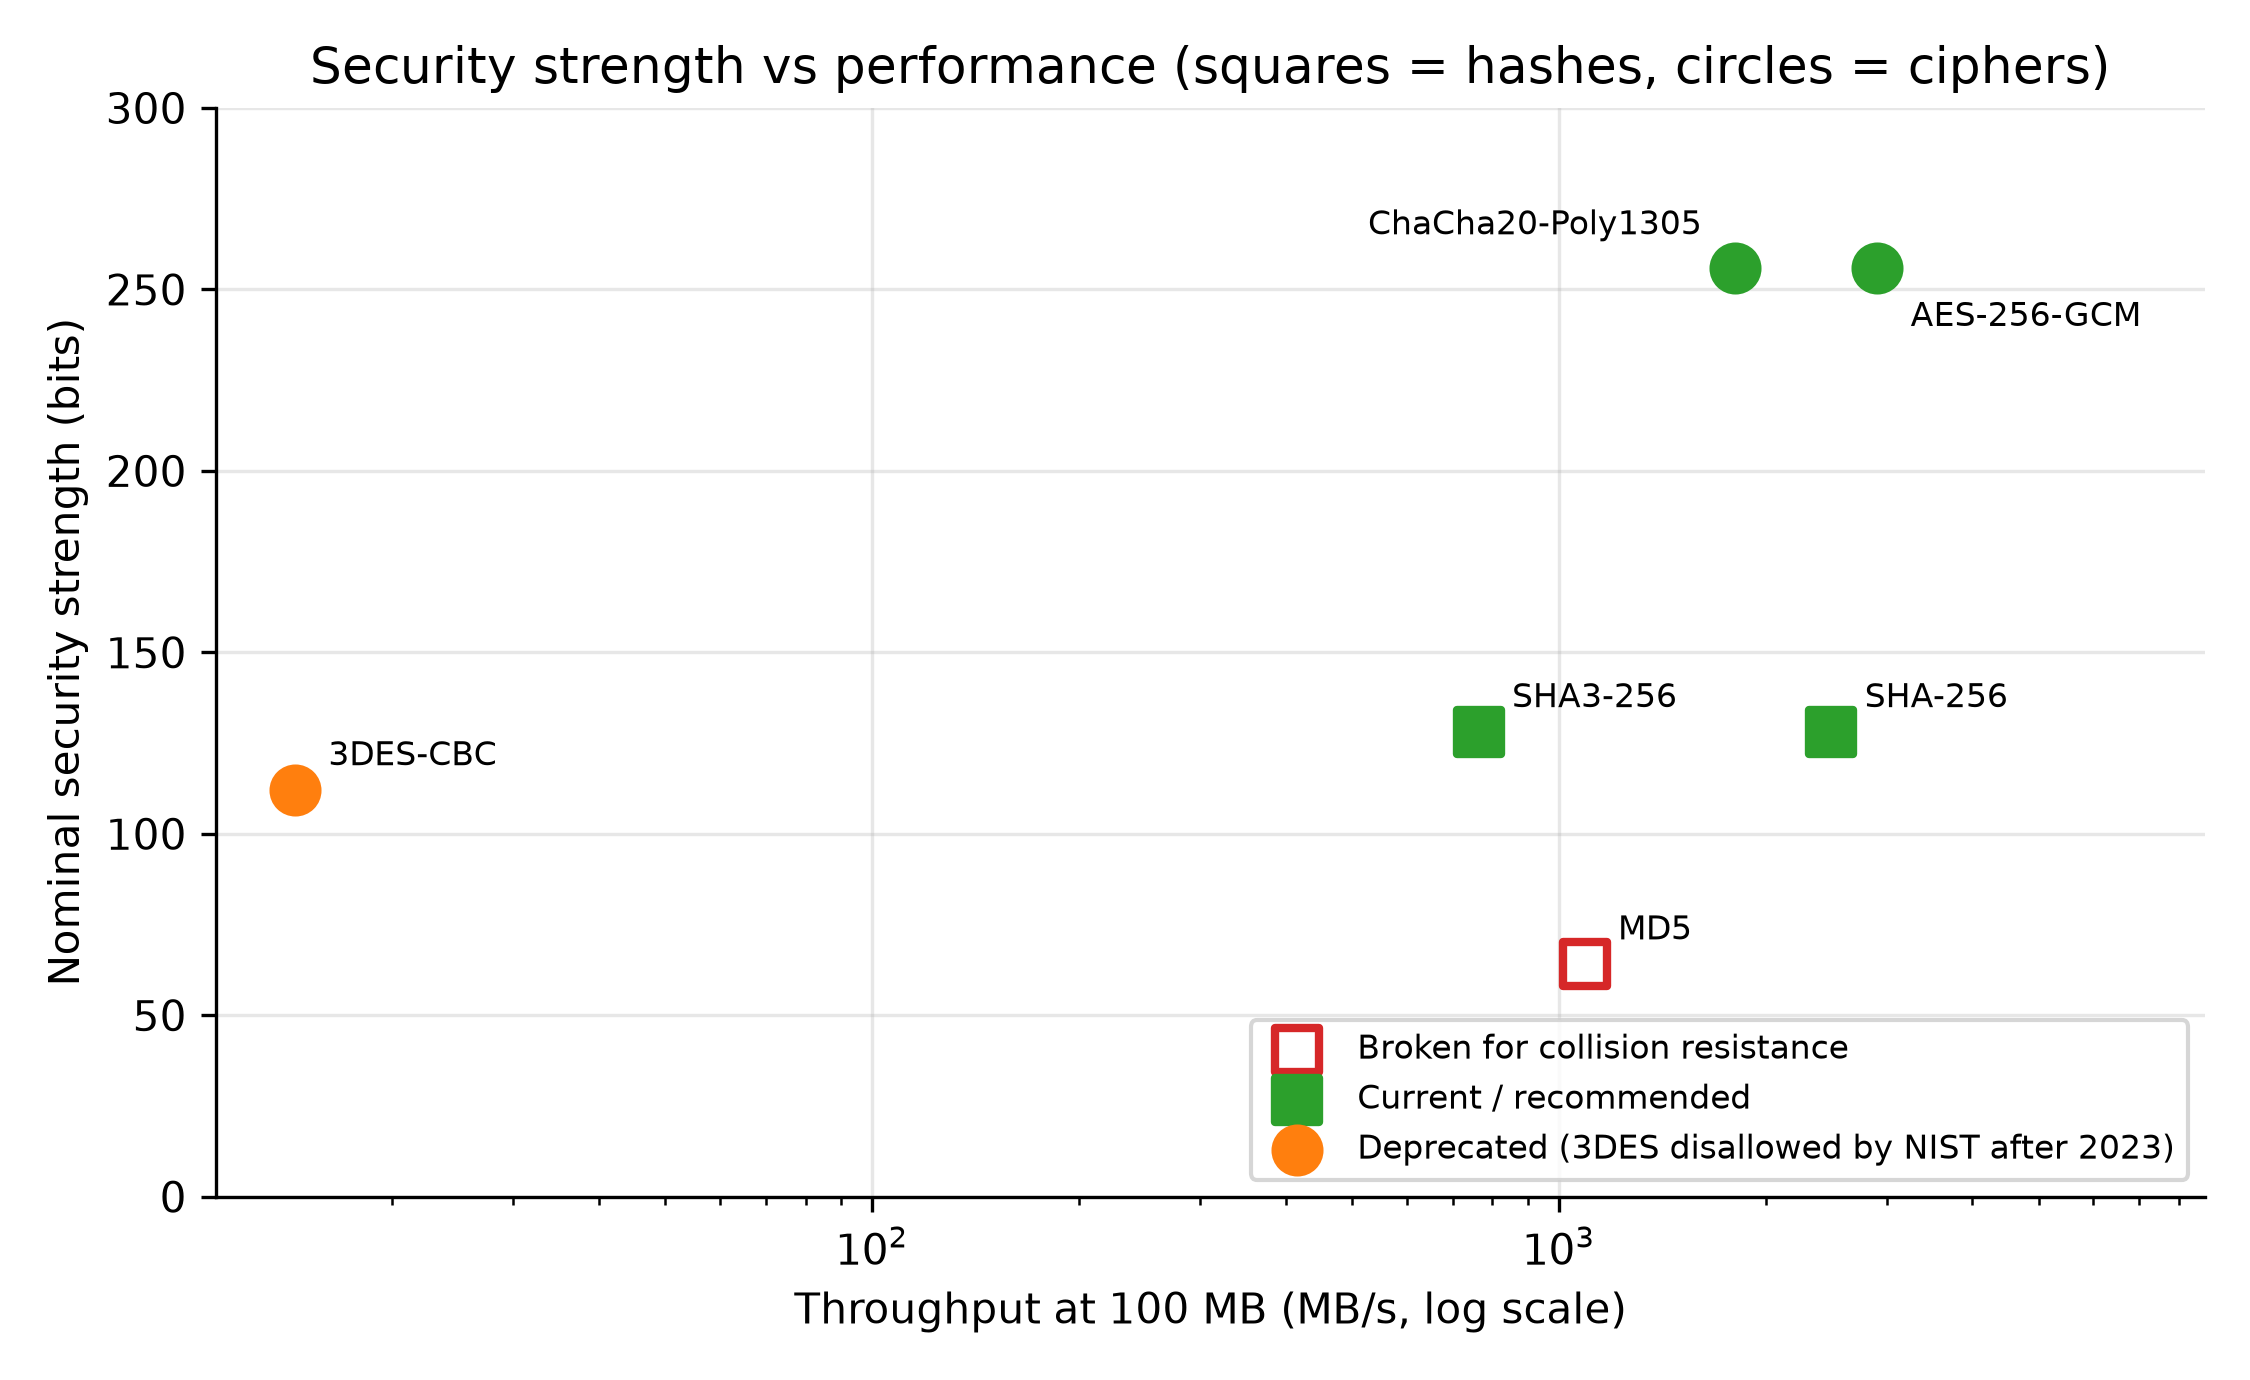 Security strength vs performance (squares = hashes, circles = ciphers)
Nominal security strength (bits)
300
250
200
150
100
50
0
ChaCha20-Poly1305
AES-256-GCM
SHA3-256
SHA-256
3DES-CBC
MD5
Broken for collision resistance
Current / recommended
Deprecated (3DES disallowed by NIST after 2023)
10²
10³
Throughput at 100 MB (MB/s, log scale)